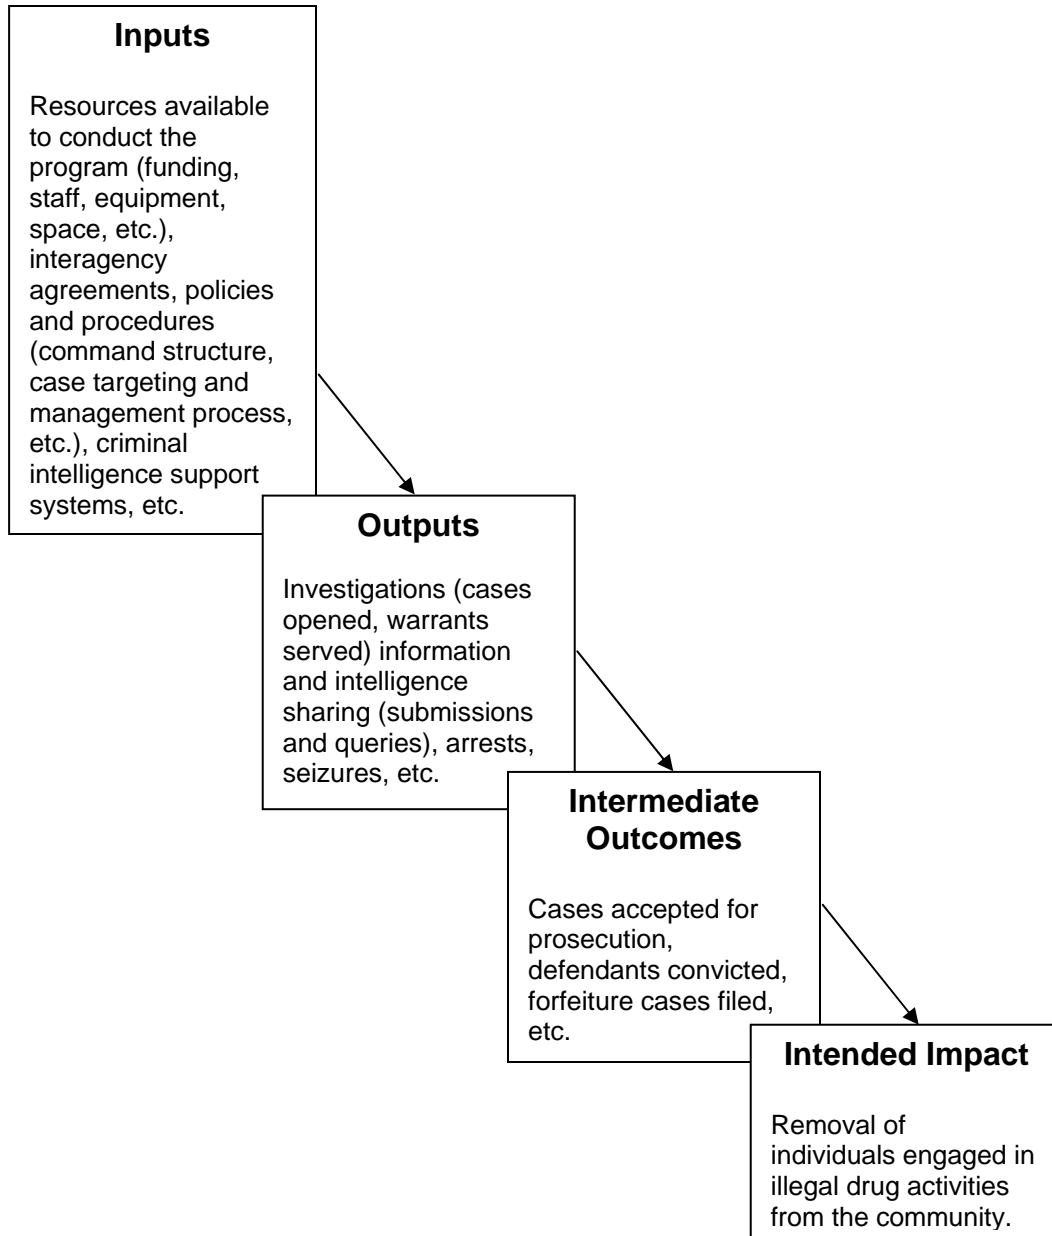 Inputs
Resources available
to conduct the
program (funding,
staff, equipment,
space, etc.),
interagency
agreements, policies
and procedures
(command structure,
case targeting and
management process,
etc.), criminal
intelligence support
systems, etc.
Outputs
Investigations (cases
opened, warrants
served) information
and intelligence
sharing (submissions
and queries), arrests,
seizures, etc.
Intermediate
Outcomes
Cases accepted for
prosecution,
defendants convicted,
forfeiture cases filed,
etc.
Intended Impact
Removal of
individuals engaged in
illegal drug activities
from the community.